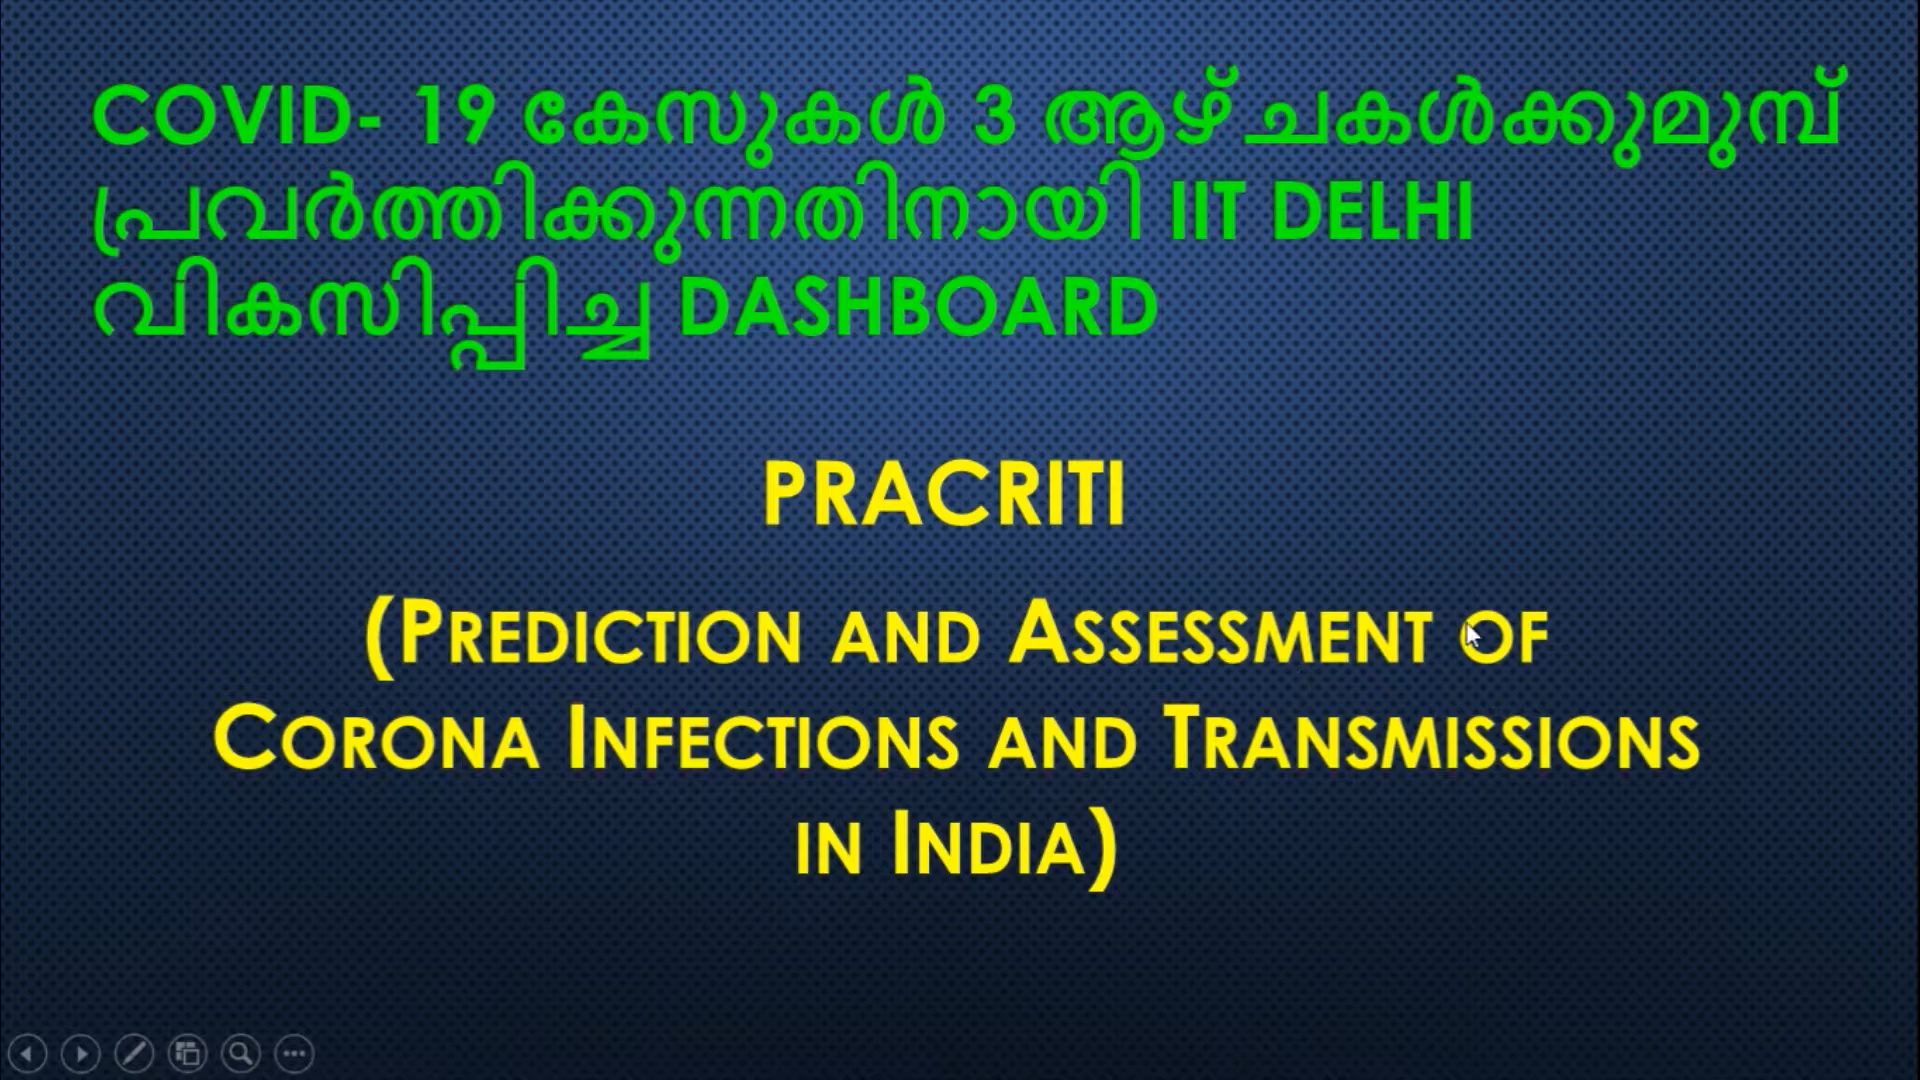 COVID- 19 കേസുകൾ 3 ആഴ്ചകൾക്കുമുമ്പ്
പ്രവർത്തിക്കുന്നതിനായി IIT DELHI
വികസിപ്പിച്ച DASHBOARD
PRACRITI
(PREDICTION AND ASSESSMENT OF
CORONA INFECTIONS AND TRANSMISSIONS
IN INDIA)